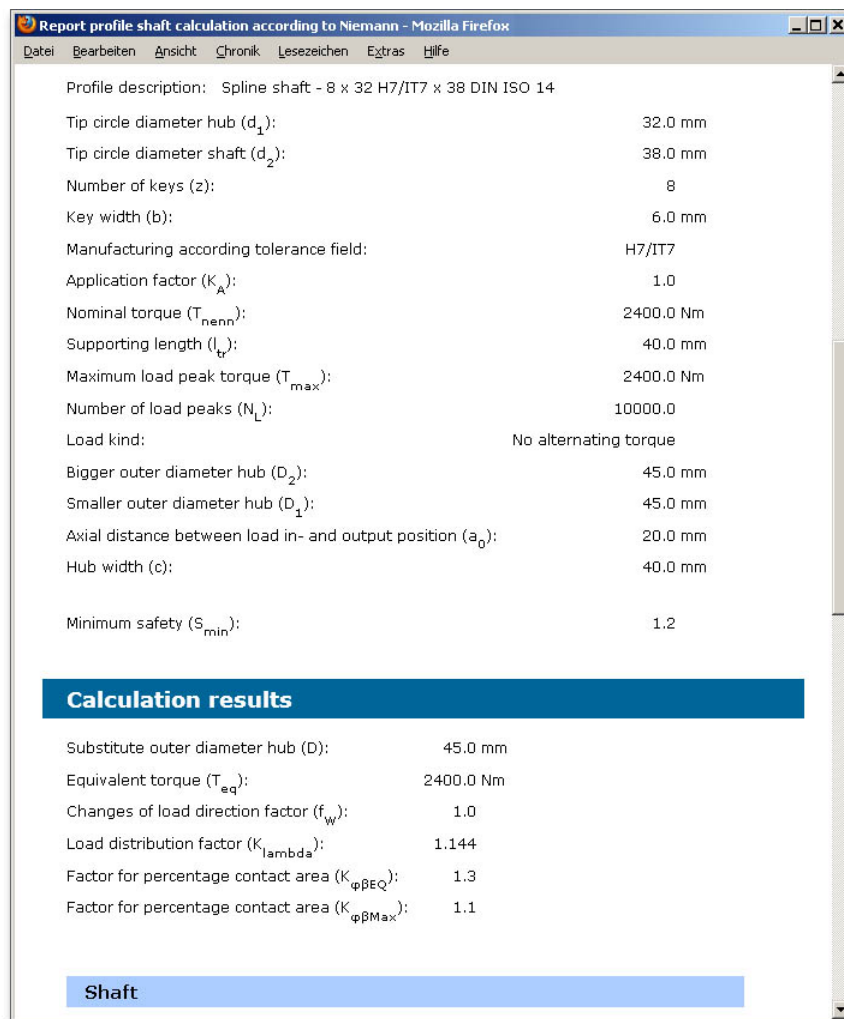 Report profile shaft calculation according to Niemann - Mozilla Firefox
Datei Bearbeiten Ansicht Chronik Lesezeichen Extras Hilfe
Profile description: Spline shaft - 8 x 32 H7/IT7 x 38 DIN ISO 14
Tip circle diameter hub (d1): 32.0 mm
Tip circle diameter shaft (d2): 38.0 mm
Number of keys (z): 8
Key width (b): 6.0 mm
Manufacturing according tolerance field: H7/IT7
Application factor (KA): 1.0
Nominal torque (Tnenn): 2400.0 Nm
Supporting length (ltr): 40.0 mm
Maximum load peak torque (Tmax): 2400.0 Nm
Number of load peaks (NL): 10000.0
Load kind: No alternating torque
Bigger outer diameter hub (D2): 45.0 mm
Smaller outer diameter hub (D1): 45.0 mm
Axial distance between load in- and output position (a0): 20.0 mm
Hub width (c): 40.0 mm
Minimum safety (Smin): 1.2
Calculation results
Substitute outer diameter hub (D): 45.0 mm
Equivalent torque (Teq): 2400.0 Nm
Changes of load direction factor (fW): 1.0
Load distribution factor (Klambda): 1.144
Factor for percentage contact area (KφβEQ): 1.3
Factor for percentage contact area (KφβMax): 1.1
Shaft